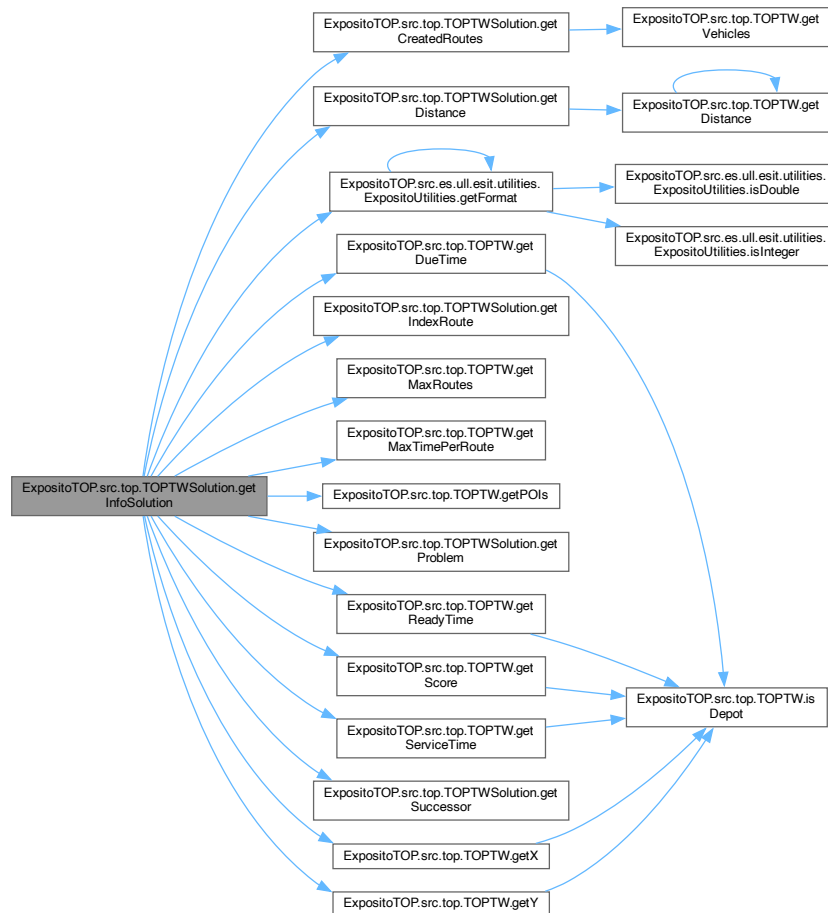 ExpositoTOP.src.top.TOPTWSolution.get
CreatedRoutes
ExpositoTOP.src.top.TOPTW.get
Vehicles
ExpositoTOP.src.top.TOPTWSolution.get
Distance
ExpositoTOP.src.top.TOPTW.get
Distance
ExpositoTOP.src.es.ull.esit.utilities.
ExpositoUtilities.getFormat
ExpositoTOP.src.es.ull.esit.utilities.
ExpositoUtilities.isDouble
ExpositoTOP.src.es.ull.esit.utilities.
ExpositoUtilities.isInteger
ExpositoTOP.src.top.TOPTW.get
DueTime
ExpositoTOP.src.top.TOPTWSolution.get
IndexRoute
ExpositoTOP.src.top.TOPTW.get
MaxRoutes
ExpositoTOP.src.top.TOPTW.get
MaxTimePerRoute
ExpositoTOP.src.top.TOPTWSolution.get
InfoSolution
ExpositoTOP.src.top.TOPTW.getPOIs
ExpositoTOP.src.top.TOPTWSolution.get
Problem
ExpositoTOP.src.top.TOPTW.get
ReadyTime
ExpositoTOP.src.top.TOPTW.get
Score
ExpositoTOP.src.top.TOPTW.is
Depot
ExpositoTOP.src.top.TOPTW.get
ServiceTime
ExpositoTOP.src.top.TOPTWSolution.get
Successor
ExpositoTOP.src.top.TOPTW.getX
ExpositoTOP.src.top.TOPTW.getY